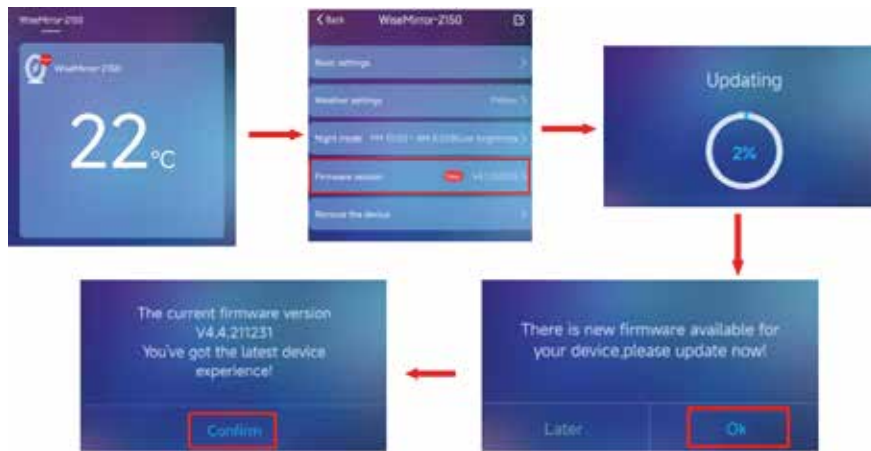 WiseMirror-Z150
WiseMirror-Z150
22°C
Back
WiseMirror-Z150
Basic settings
Weather settings
Night mode
Firmware version
Remove the device
Updating
2%
There is new firmware available for
your device,please update now!
Later
Ok
The current firmware version
V4.4.211231
You've got the latest device
experience!
Confirm